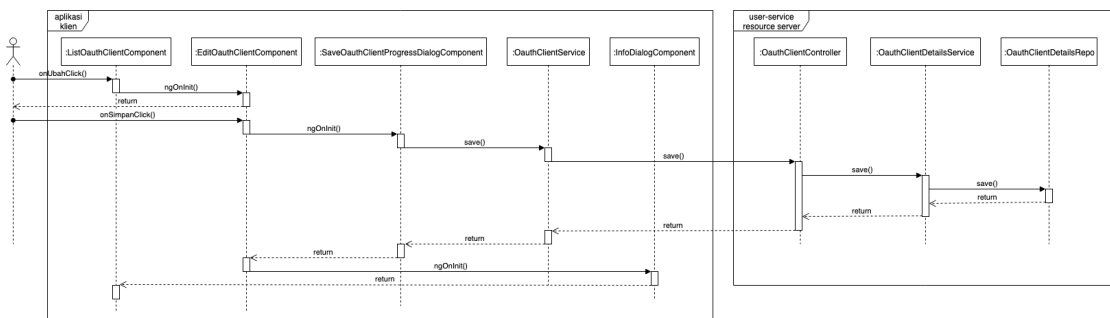 aplikasi
klien
user-service
resource server
:ListOauthClientComponent
:EditOauthClientComponent
:SaveOauthClientProgressDialogComponent
:OauthClientService
:InfoDialogComponent
:OauthClientController
:OauthClientDetailsService
:OauthClientDetailsRepo
onUbahClick()
ngOnInit()
return
onSimpanClick()
ngOnInit()
save()
save()
save()
save()
return
return
return
return
return
ngOnInit()
return